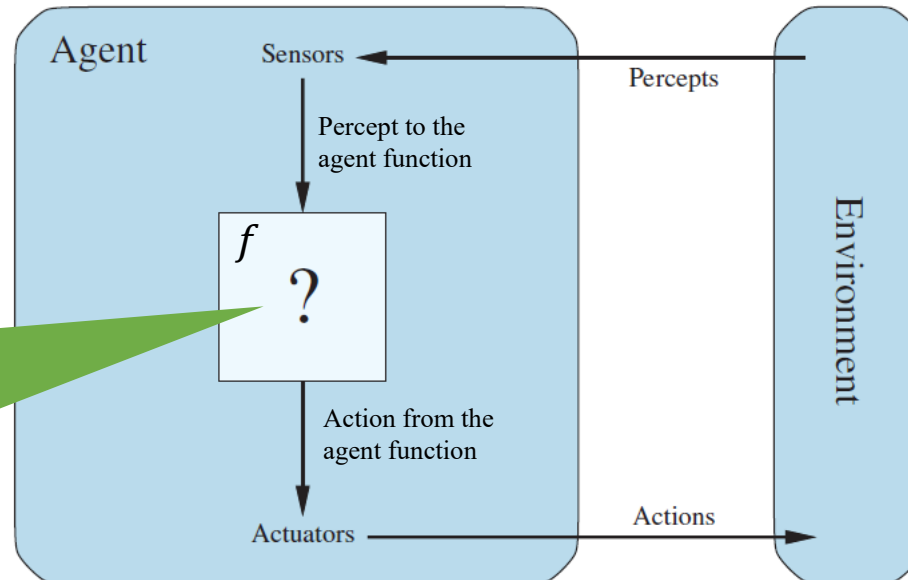 Agent
Sensors
Percepts
Percept to the
agent function
f
?
Environment
Action from the
agent function
Actions
Actuators